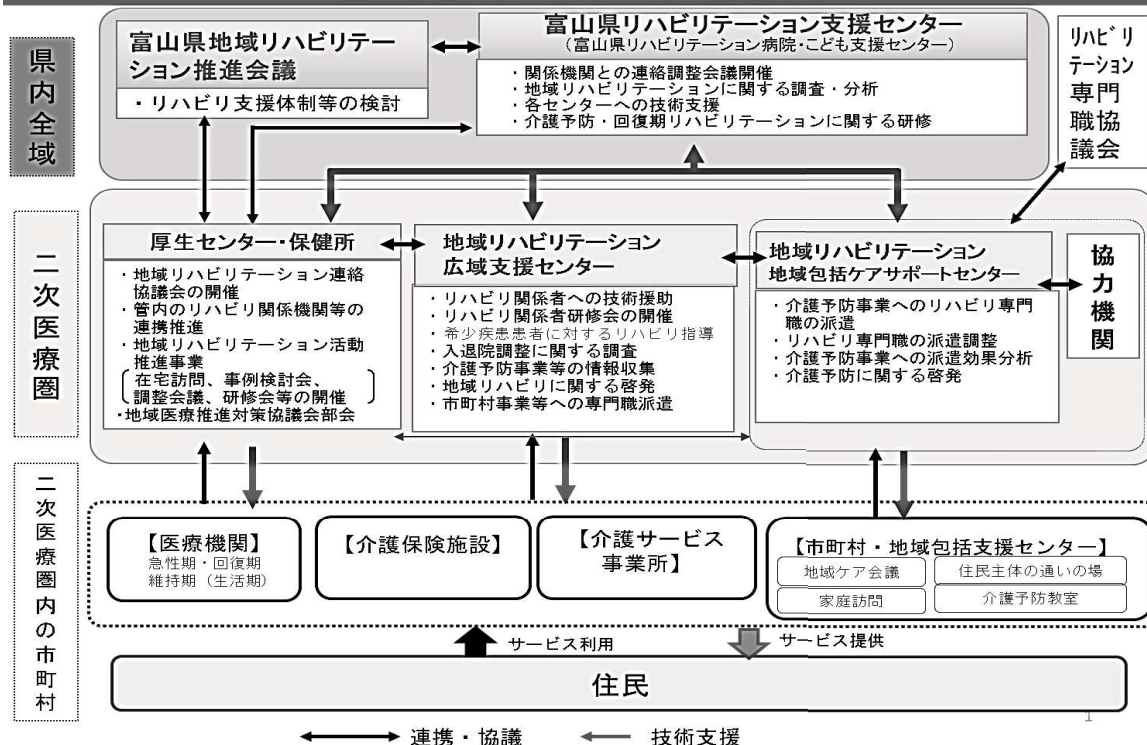 県内全域
富山県地域リハビリテー
ション推進会議
・リハビリ支援体制等の検討
富山県リハビリテーション支援センター
（富山県リハビリテーション病院・こども支援センター）
・関係機関との連絡調整会議開催
・地域リハビリテーションに関する調査・分析
・各センターへの技術支援
・介護予防・回復期リハビリテーションに関する研修
リハビリ
テーション
専門
職協
議会
二次医療圏
厚生センター・保健所
・地域リハビリテーション連絡
協議会の開催
・管内のリハビリ関係機関等の
連携推進
・地域リハビリテーション活動
推進事業
在宅訪問、事例検討会、
調整会議、研修会等の開催
・地域医療推進対策協議会部会
地域リハビリテーション
広域支援センター
・リハビリ関係者への技術援助
・リハビリ関係者研修会の開催
・希少疾患患者に対するリハビリ指導
・入退院調整に関する調査
・介護予防事業等の情報収集
・地域リハビリに関する啓発
・市町村事業等への専門職派遣
地域リハビリテーション
地域包括ケアサポートセンター
・介護予防事業へのリハビリ専門
職の派遣
・リハビリ専門職の派遣調整
・介護予防事業への派遣効果分析
・介護予防に関する啓発
協力機関
二次医療圏内の市町村
【医療機関】
急性期・回復期
維持期（生活期）
【介護保険施設】
【介護サービス
事業所】
【市町村・地域包括支援センター】
地域ケア会議
住民主体の通いの場
家庭訪問
介護予防教室
サービス利用
サービス提供
住民
1
連携・協議
技術支援